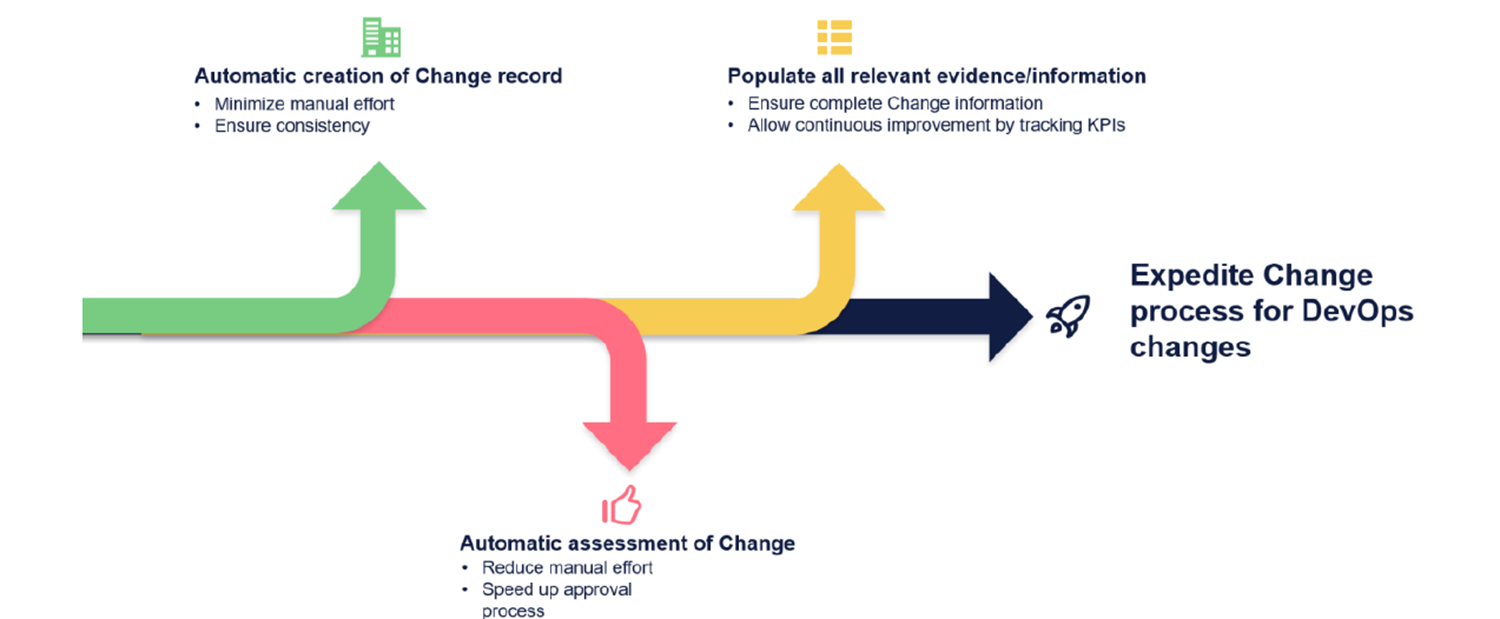 Automatic creation of Change record
• Minimize manual effort
• Ensure consistency
Populate all relevant evidence/information
• Ensure complete Change information
• Allow continuous improvement by tracking KPIs
Expedite Change
process for DevOps
changes
Automatic assessment of Change
• Reduce manual effort
• Speed up approval
process